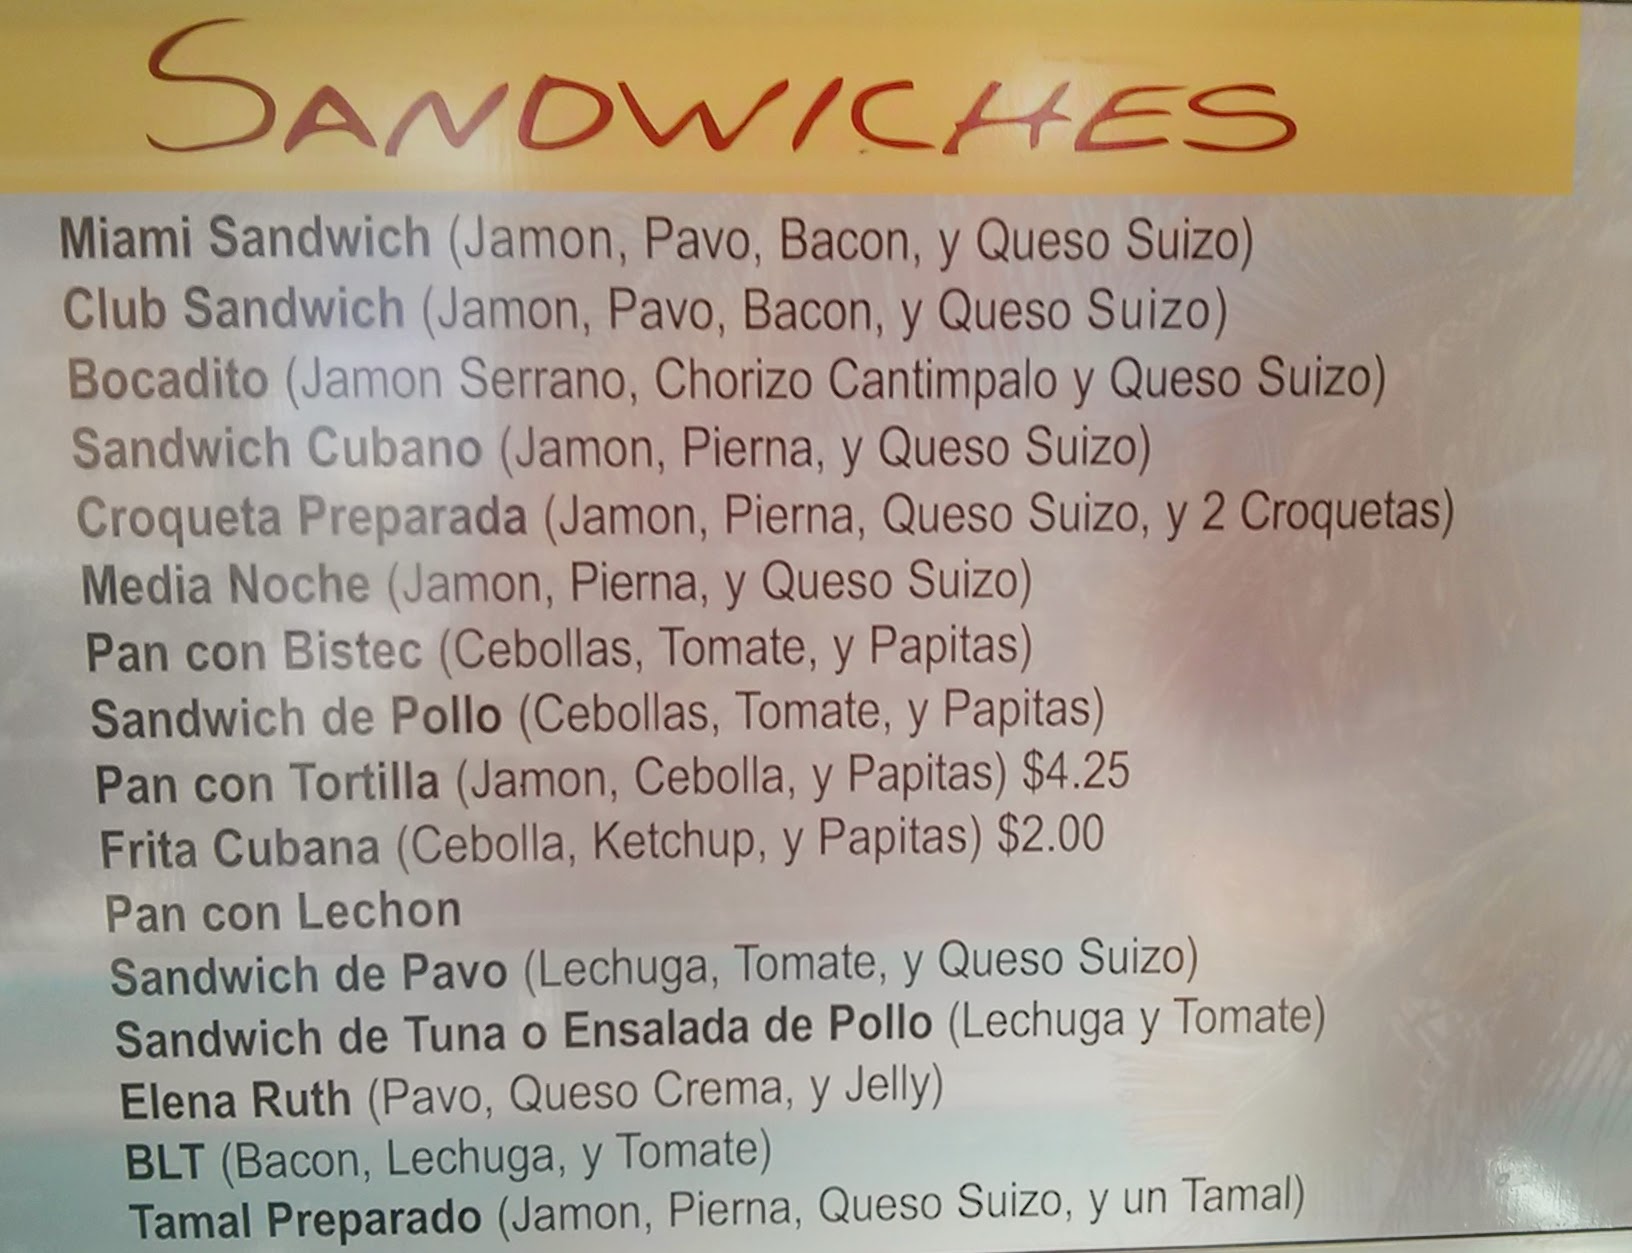 SANDWICHES
Miami Sandwich (Jamon, Pavo, Bacon, y Queso Suizo)
Club Sandwich (Jamon, Pavo, Bacon, y Queso Suizo)
Bocadito (Jamon Serrano, Chorizo Cantimpalo y Queso Suizo)
Sandwich Cubano (Jamon, Pierna, y Queso Suizo)
Croqueta Preparada (Jamon, Pierna, Queso Suizo, y 2 Croquetas)
Media Noche (Jamon, Pierna, y Queso Suizo)
Pan con Bistec (Cebollas, Tomate, y Papitas)
Sandwich de Pollo (Cebollas, Tomate, y Papitas)
Pan con Tortilla (Jamon, Cebolla, y Papitas) $4.25
Frita Cubana (Cebolla, Ketchup, y Papitas) $2.00
Pan con Lechon
Sandwich de Pavo (Lechuga, Tomate, y Queso Suizo)
Sandwich de Tuna o Ensalada de Pollo (Lechuga y Tomate)
Elena Ruth (Pavo, Queso Crema, y Jelly)
BLT (Bacon, Lechuga, y Tomate)
Tamal Preparado (Jamon, Pierna, Queso Suizo, y un Tamal)